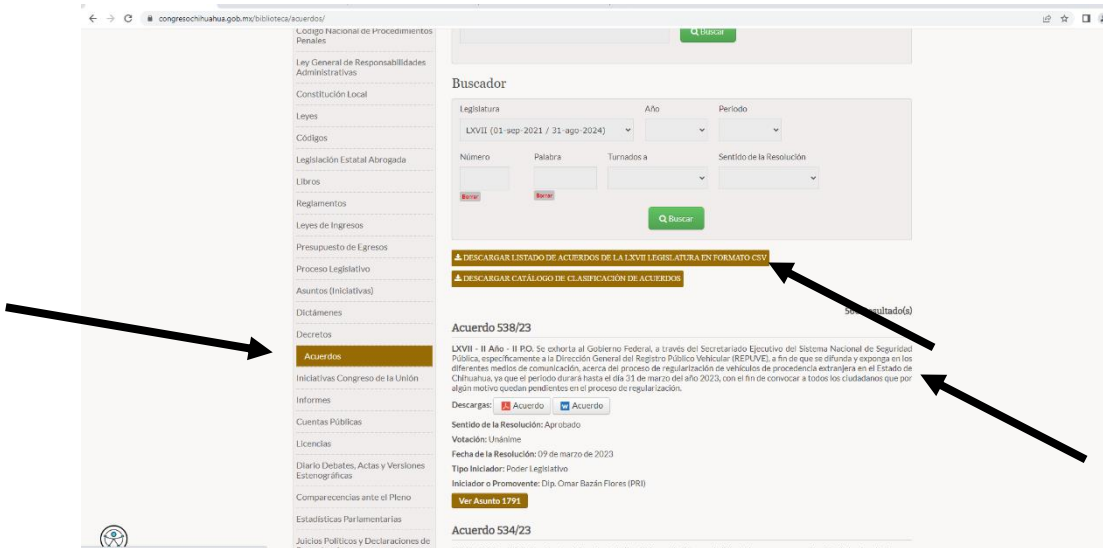 congresochihuahua.gob.mx/biblioteca/acuerdos/
Código Nacional de Procedimientos
Penales
Ley General de Responsabilidades
Administrativas
Constitución Local
Leyes
Códigos
Legislación Estatal Abrogada
Libros
Reglamentos
Leyes de Ingresos
Presupuesto de Egresos
Proceso Legislativo
Asuntos (Iniciativas)
Dictámenes
Decretos
Acuerdos
Iniciativas Congreso de la Unión
Informes
Cuentas Públicas
Licencias
Diario Debates, Actas y Versiones
Estenográficas
Comparecencias ante el Pleno
Estadísticas Parlamentarias
Juicios Políticos y Declaraciones de
Buscar
Buscador
Legislatura Año Periodo
LXVII (01-sep-2021 / 31-ago-2024)
Número Palabra Turnados a Sentido de la Resolución
Borrar Borrar
Buscar
DESCARGAR LISTADO DE ACUERDOS DE LA LXVII LEGISLATURA EN FORMATO CSV
DESCARGAR CATÁLOGO DE CLASIFICACIÓN DE ACUERDOS
Acuerdo 538/23
LXVII - II Año - II P.O. Se exhorta al Gobierno Federal, a través del Secretariado Ejecutivo del Sistema Nacional de Seguridad
Pública, específicamente a la Dirección General del Registro Público Vehicular (REPUVE), a fin de que se difunda y exponga en los
diferentes medios de comunicación, acerca del proceso de regularización de vehículos de procedencia extranjera en el Estado de
Chihuahua, ya que el periodo durará hasta el día 31 de marzo del año 2023, con el fin de convocar a todos los ciudadanos que por
algún motivo quedan pendientes en el proceso de regularización.
Descargas: Acuerdo Acuerdo
Sentido de la Resolución: Aprobado
Votación: Unánime
Fecha de la Resolución: 09 de marzo de 2023
Tipo Iniciador: Poder Legislativo
Iniciador o Promovente: Dip. Omar Bazán Flores (PRI)
Ver Asunto 1791
Acuerdo 534/23